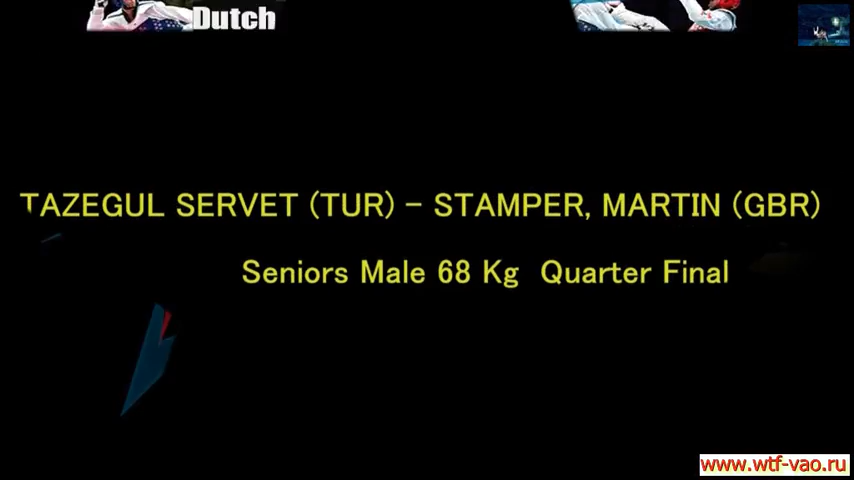 Dutch
TAZEGUL SERVET (TUR) - STAMPER, MARTIN (GBR)
Seniors Male 68 Kg Quarter Final
www.wtf-vao.ru